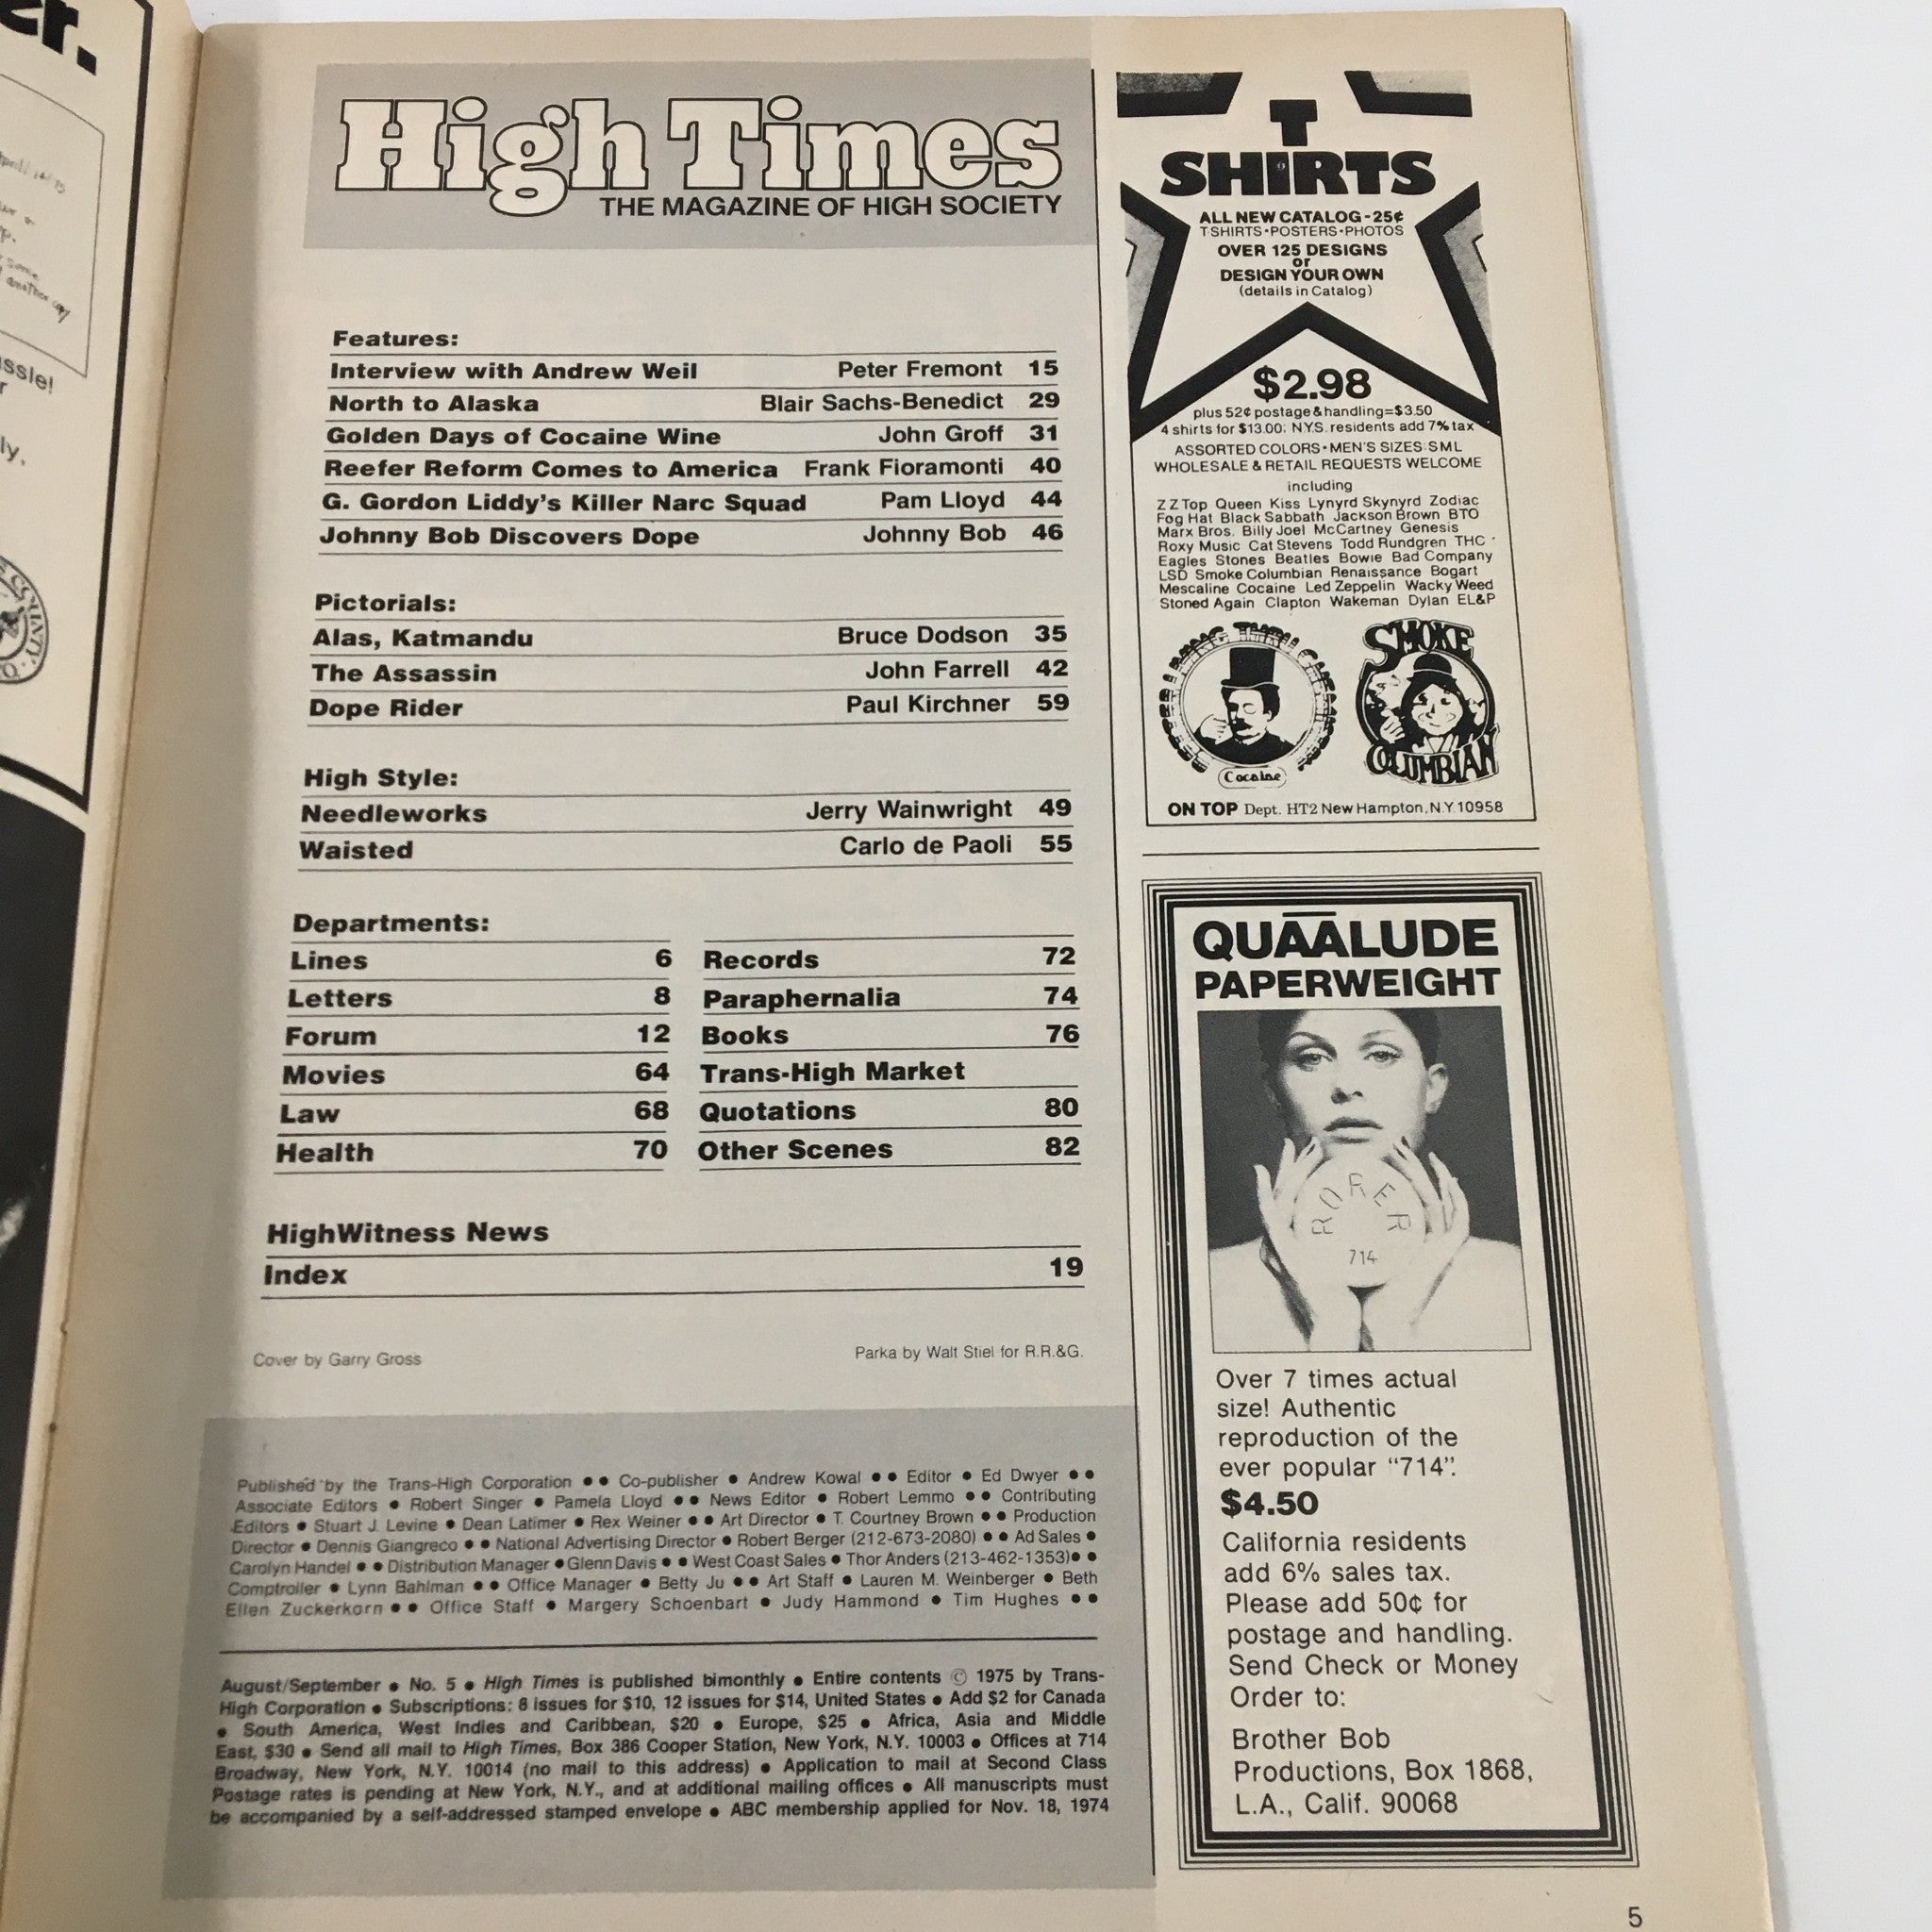 er.
April 14/75
another copy
ssle!
r
ly,
High Times
THE MAGAZINE OF HIGH SOCIETY
Features:
Interview with Andrew Weil Peter Fremont 15
North to Alaska Blair Sachs-Benedict 29
Golden Days of Cocaine Wine John Groff 31
Reefer Reform Comes to America Frank Fioramonti 40
G. Gordon Liddy's Killer Narc Squad Pam Lloyd 44
Johnny Bob Discovers Dope Johnny Bob 46
Pictorials:
Alas, Katmandu Bruce Dodson 35
The Assassin John Farrell 42
Dope Rider Paul Kirchner 59
High Style:
Needleworks Jerry Wainwright 49
Waisted Carlo de Paoli 55
Departments:
Lines 6
Letters 8
Forum 12
Movies 64
Law 68
Health 70
Records 72
Paraphernalia 74
Books 76
Trans-High Market
Quotations 80
Other Scenes 82
HighWitness News
Index 19
Cover by Garry Gross
Parka by Walt Stiel for R.R.&G.
Published by the Trans-High Corporation ●● Co-publisher ● Andrew Kowal ●● Editor ● Ed Dwyer ●●
Associate Editors ● Robert Singer ● Pamela Lloyd ●● News Editor ● Robert Lemmo ●● Contributing
Editors ● Stuart J. Levine ● Dean Latimer ● Rex Weiner ●● Art Director ● T. Courtney Brown ●● Production
Director ● Dennis Giangreco ●● National Advertising Director ● Robert Berger (212-673-2080) ●● Ad Sales ●
Carolyn Handel ●● Distribution Manager ● Glenn Davis ●● West Coast Sales ● Thor Anders (213-462-1353)●●
Comptroller ● Lynn Bahlman ●● Office Manager ● Betty Ju ●● Art Staff ● Lauren M. Weinberger ● Beth
Ellen Zuckerkorn ●● Office Staff ● Margery Schoenbart ● Judy Hammond ● Tim Hughes ●●
August/September ● No. 5 ● High Times is published bimonthly ● Entire contents © 1975 by Trans-
High Corporation ● Subscriptions: 8 issues for $10, 12 issues for $14, United States ● Add $2 for Canada
● South America, West Indies and Caribbean, $20 ● Europe, $25 ● Africa, Asia and Middle
East, $30 ● Send all mail to High Times, Box 386 Cooper Station, New York, N.Y. 10003 ● Offices at 714
Broadway, New York, N.Y. 10014 (no mail to this address) ● Application to mail at Second Class
Postage rates is pending at New York, N.Y., and at additional mailing offices ● All manuscripts must
be accompanied by a self-addressed stamped envelope ● ABC membership applied for Nov. 18, 1974
T
SHIRTS
ALL NEW CATALOG-25¢
T-SHIRTS•POSTERS•PHOTOS
OVER 125 DESIGNS
or
DESIGN YOUR OWN
(details in Catalog)
$2.98
plus 52¢ postage & handling=$3.50
4 shirts for $13.00; N.Y.S. residents add 7% tax
ASSORTED COLORS•MEN'S SIZES:SML
WHOLESALE & RETAIL REQUESTS WELCOME
including
ZZ Top Queen Kiss Lynyrd Skynyrd Zodiac
Fog Hat Black Sabbath Jackson Brown BTO
Marx Bros. Billy Joel McCartney Genesis
Roxy Music Cat Stevens Todd Rundgren THC
Eagles Stones Beatles Bowie Bad Company
LSD Smoke Columbian Renaissance Bogart
Mescaline Cocaine Led Zeppelin Wacky Weed
Stoned Again Clapton Wakeman Dylan EL&P
Cocaine
SMOKE
COLUMBIAN
ON TOP Dept. HT2 New Hampton, N.Y. 10958
QUĀĀLUDE
PAPERWEIGHT
RORER
714
Over 7 times actual
size! Authentic
reproduction of the
ever popular "714".
$4.50
California residents
add 6% sales tax.
Please add 50¢ for
postage and handling.
Send Check or Money
Order to:
Brother Bob
Productions, Box 1868,
L.A., Calif. 90068
5